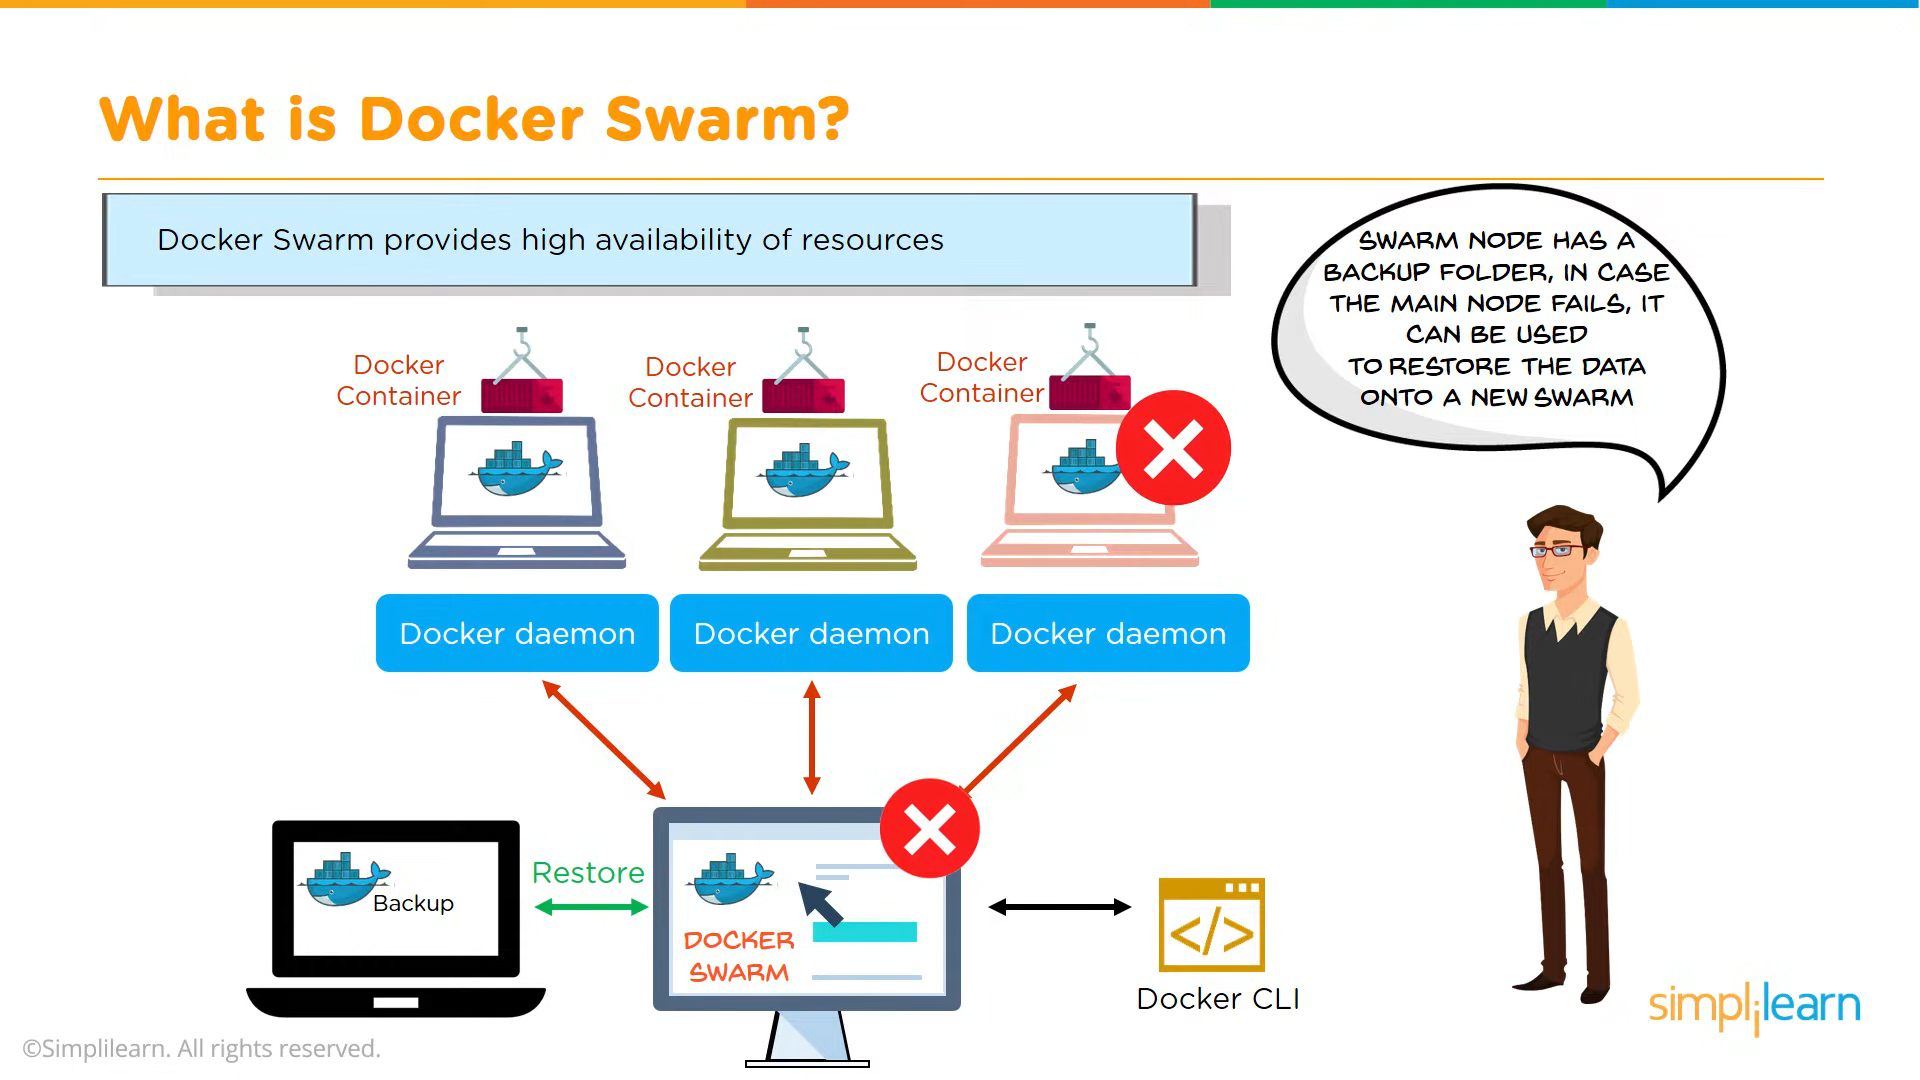 What is Docker Swarm?
Docker Swarm provides high availability of resources
SWARM NODE HAS A
BACKUP FOLDER, IN CASE
THE MAIN NODE FAILS, IT
CAN BE USED
TO RESTORE THE DATA
ONTO A NEW SWARM
Docker
Container
Docker
Container
Docker
Container
Docker daemon
Docker daemon
Docker daemon
Backup
Restore
DOCKER
SWARM
</>
Docker CLI
simplilearn
©Simplilearn. All rights reserved.